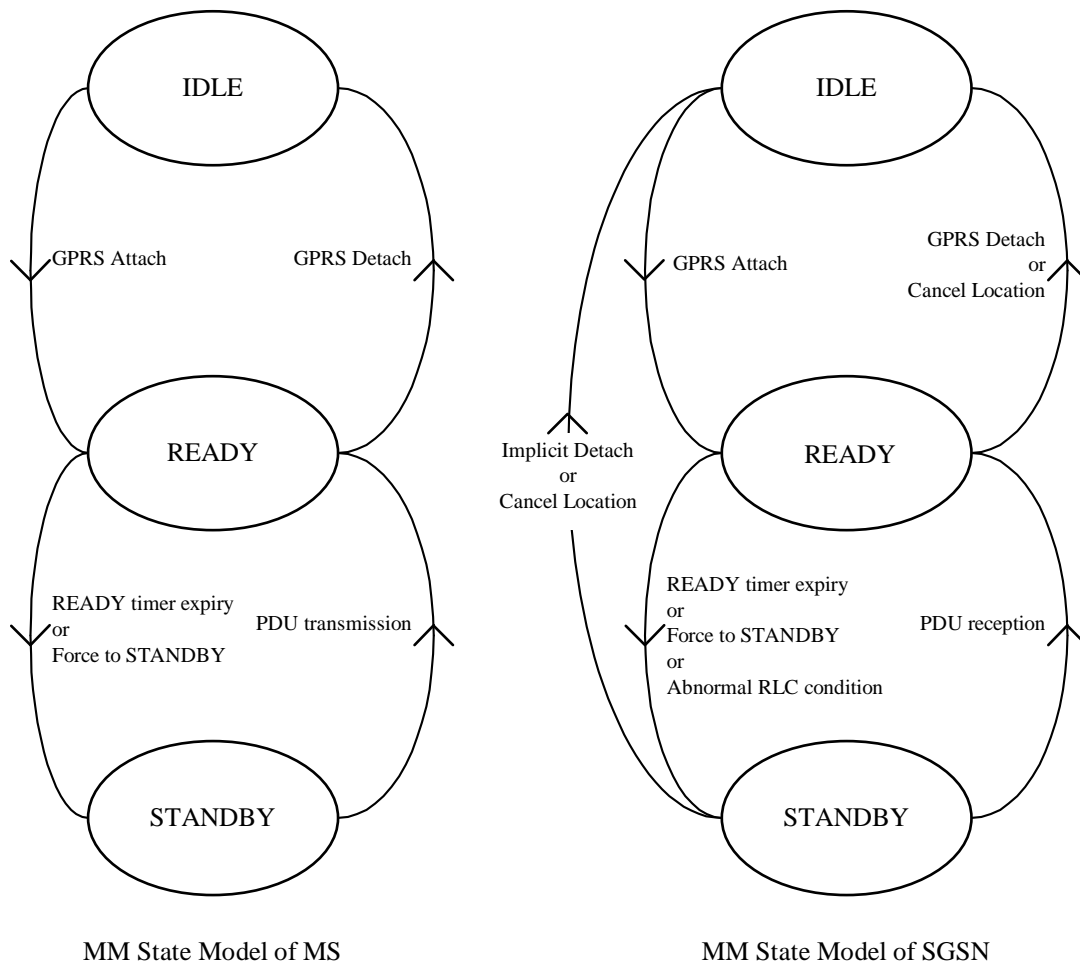 IDLE
GPRS Attach
GPRS Detach
READY
READY timer expiry
or
Force to STANDBY
PDU transmission
STANDBY
MM State Model of MS
IDLE
GPRS Attach
GPRS Detach
or
Cancel Location
Implicit Detach
or
Cancel Location
READY
READY timer expiry
or
Force to STANDBY
or
Abnormal RLC condition
PDU reception
STANDBY
MM State Model of SGSN